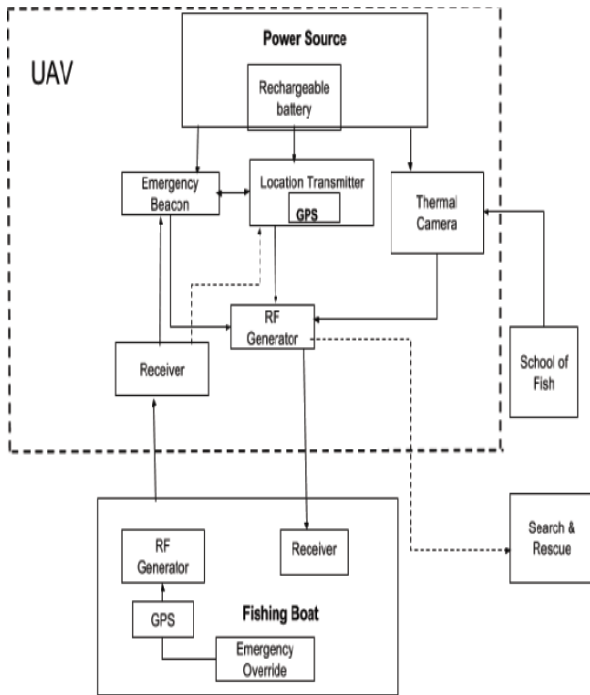 UAV
Power Source
Rechargeable
battery
Emergency
Beacon
Location Transmitter
GPS
Thermal
Camera
RF
Generator
Receiver
School of
Fish
RF
Generator
Receiver
Search &
Rescue
GPS
Fishing Boat
Emergency
Override